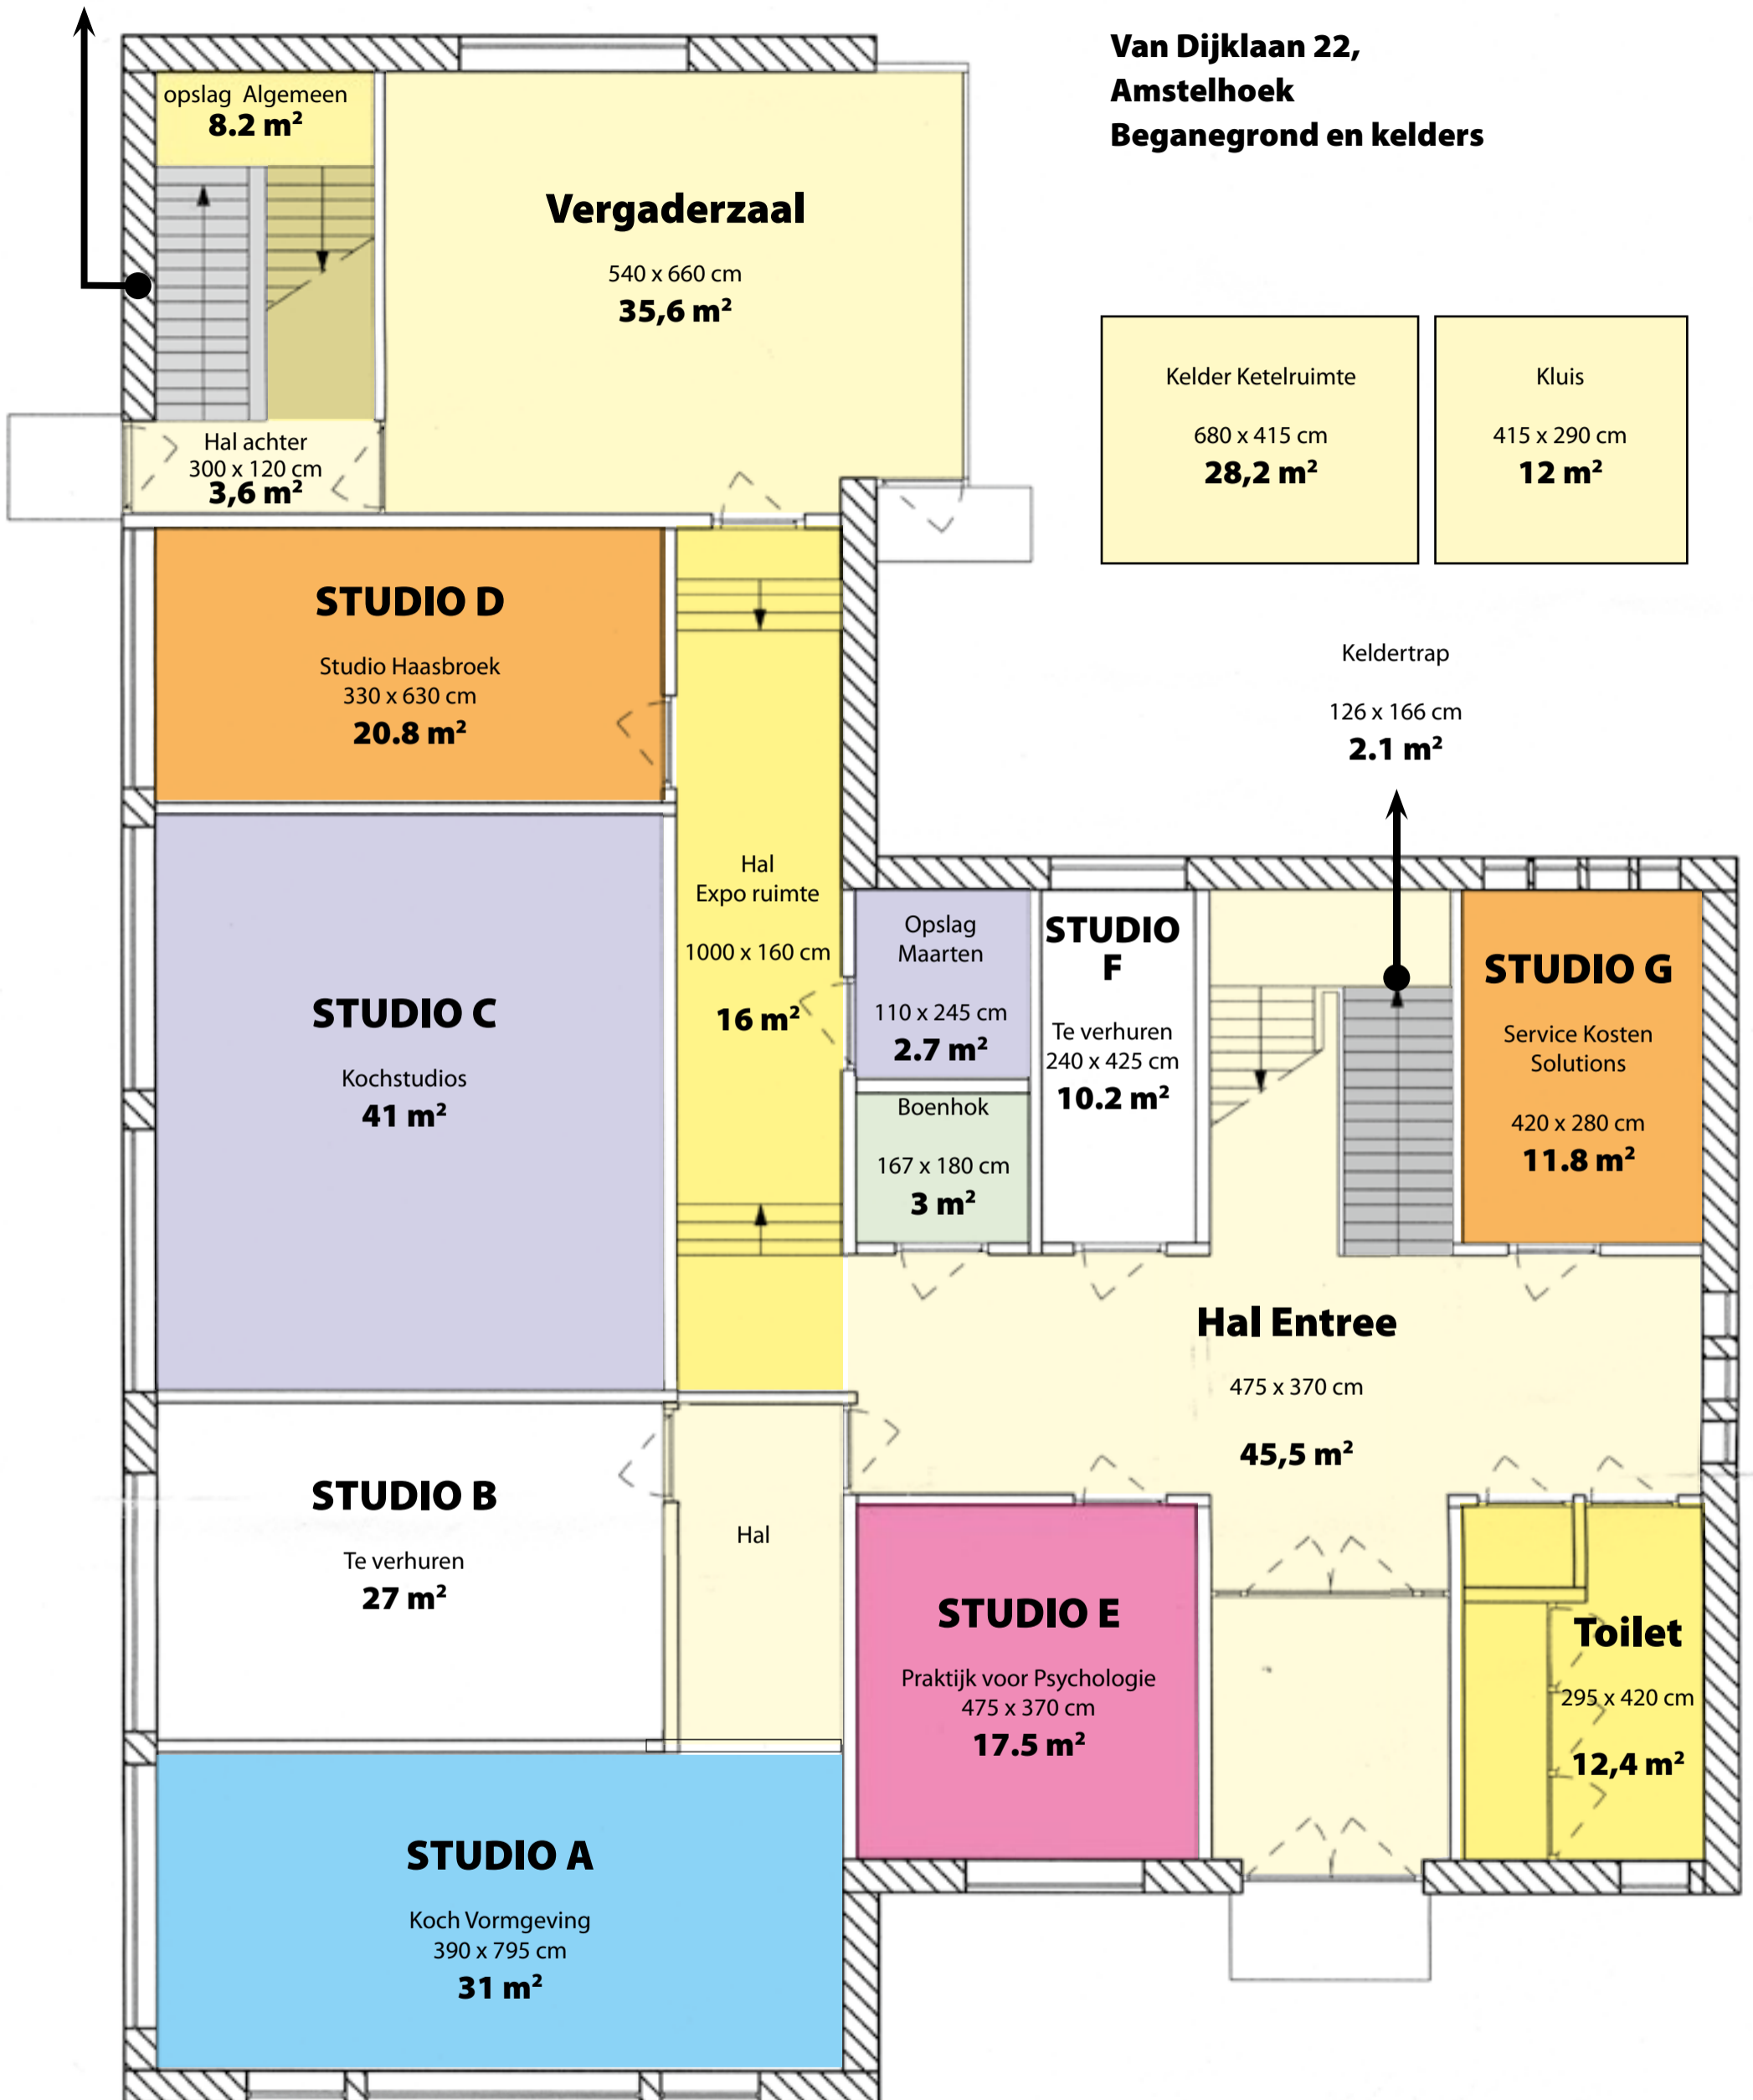 Van Dijklaan 22,
Amstelhoek
Beganegrond en kelders
opslag Algemeen
8.2 m²
Vergaderzaal
540 x 660 cm
35,6 m²
Kelder Ketelruimte
680 x 415 cm
28,2 m²
Kluis
415 x 290 cm
12 m²
Hal achter
300 x 120 cm
3,6 m²
STUDIO D
Studio Haasbroek
330 x 630 cm
20.8 m²
Keldertrap
126 x 166 cm
2.1 m²
Hal
Expo ruimte
1000 x 160 cm
16 m²
Opslag
Maarten
110 x 245 cm
2.7 m²
STUDIO
F
Te verhuren
240 x 425 cm
10.2 m²
STUDIO G
Service Kosten
Solutions
420 x 280 cm
11.8 m²
STUDIO C
Kochstudios
41 m²
Boenhok
167 x 180 cm
3 m²
Hal Entree
475 x 370 cm
45,5 m²
STUDIO B
Te verhuren
27 m²
Hal
STUDIO E
Praktijk voor Psychologie
475 x 370 cm
17.5 m²
Toilet
295 x 420 cm
12,4 m²
STUDIO A
Koch Vormgeving
390 x 795 cm
31 m²